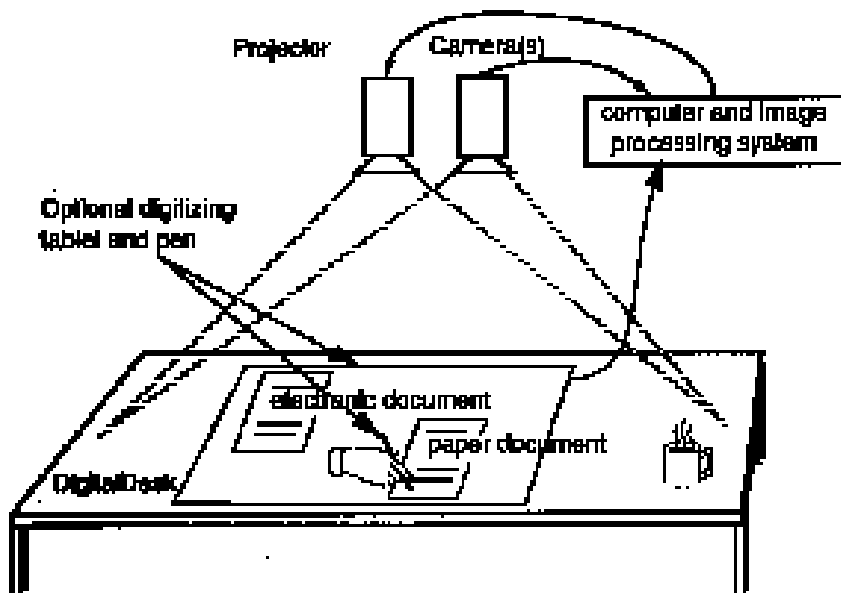 Projector
Camera(s)
computer and image
processing system
Optional digitizing
tablet and pen
electronic document
paper document
DigitalDesk